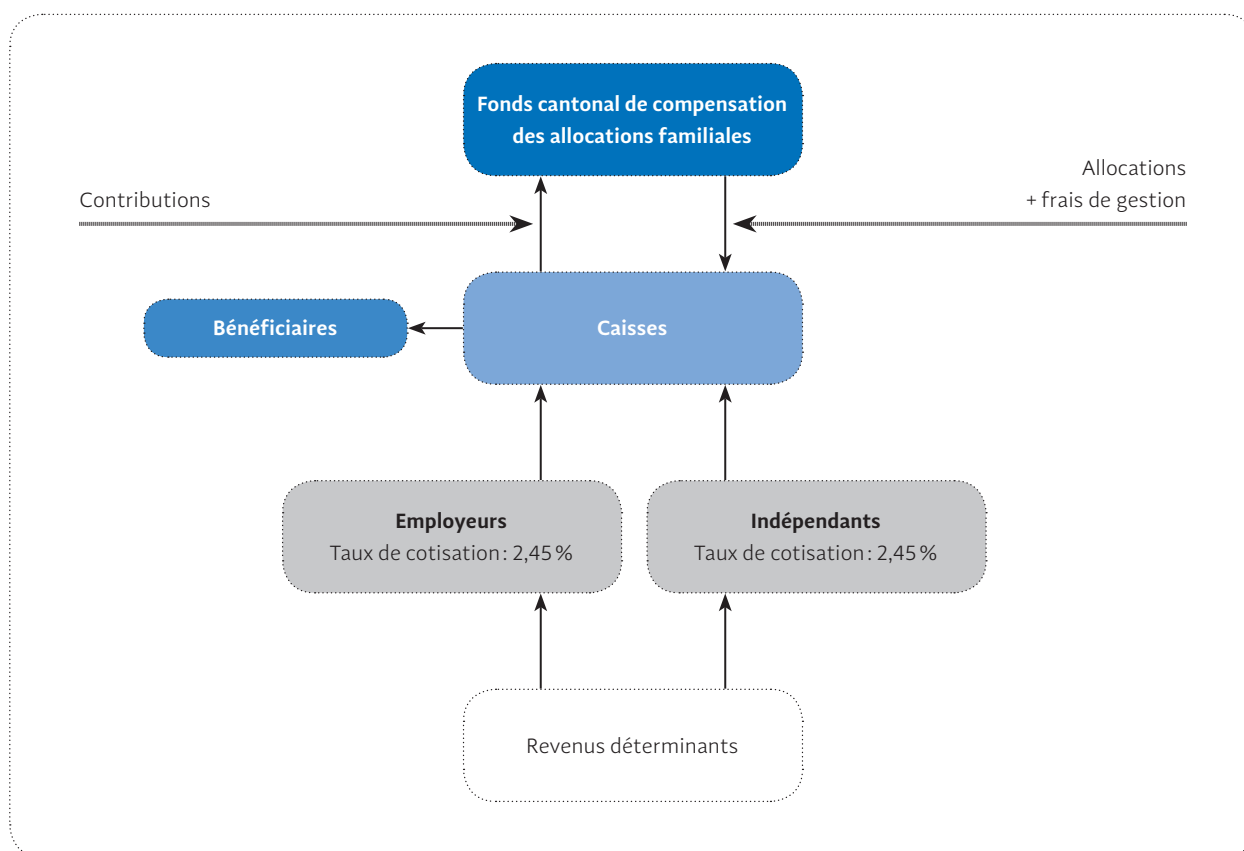 Fonds cantonal de compensation
des allocations familiales
Contributions
Allocations
+ frais de gestion
Bénéficiaires
Caisses
Employeurs
Taux de cotisation : 2,45 %
Indépendants
Taux de cotisation : 2,45 %
Revenus déterminants